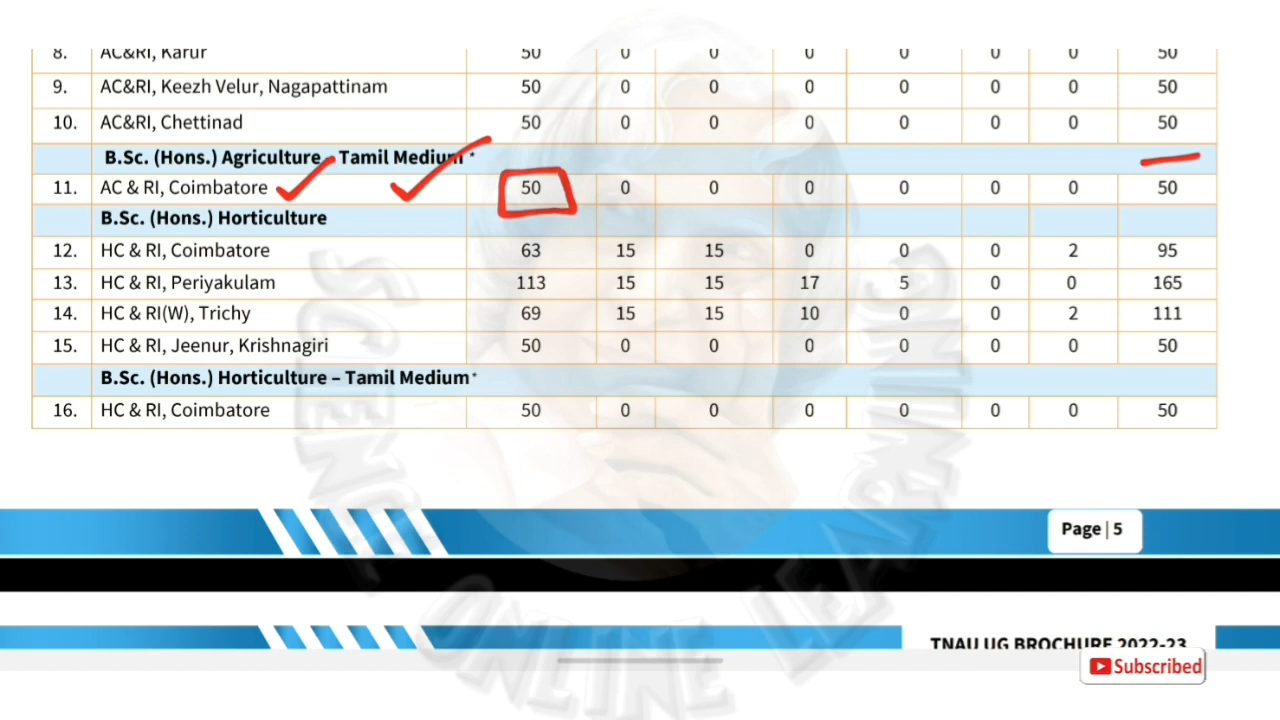 8. AC&RI, Karur 50 0 0 0 0 0 0 50
9. AC&RI, Keezh Velur, Nagapattinam 50 0 0 0 0 0 0 50
10. AC&RI, Chettinad 50 0 0 0 0 0 0 50
B.Sc. (Hons.) Agriculture – Tamil Medium *
11. AC & RI, Coimbatore 50 0 0 0 0 0 0 50
B.Sc. (Hons.) Horticulture
12. HC & RI, Coimbatore 63 15 15 0 0 0 2 95
13. HC & RI, Periyakulam 113 15 15 17 5 0 0 165
14. HC & RI(W), Trichy 69 15 15 10 0 0 2 111
15. HC & RI, Jeenur, Krishnagiri 50 0 0 0 0 0 0 50
B.Sc. (Hons.) Horticulture – Tamil Medium *
16. HC & RI, Coimbatore 50 0 0 0 0 0 0 50
SCIENCE ONLINE LEARNING
Page | 5
TNAU UG BROCHURE 2022-23
Subscribed